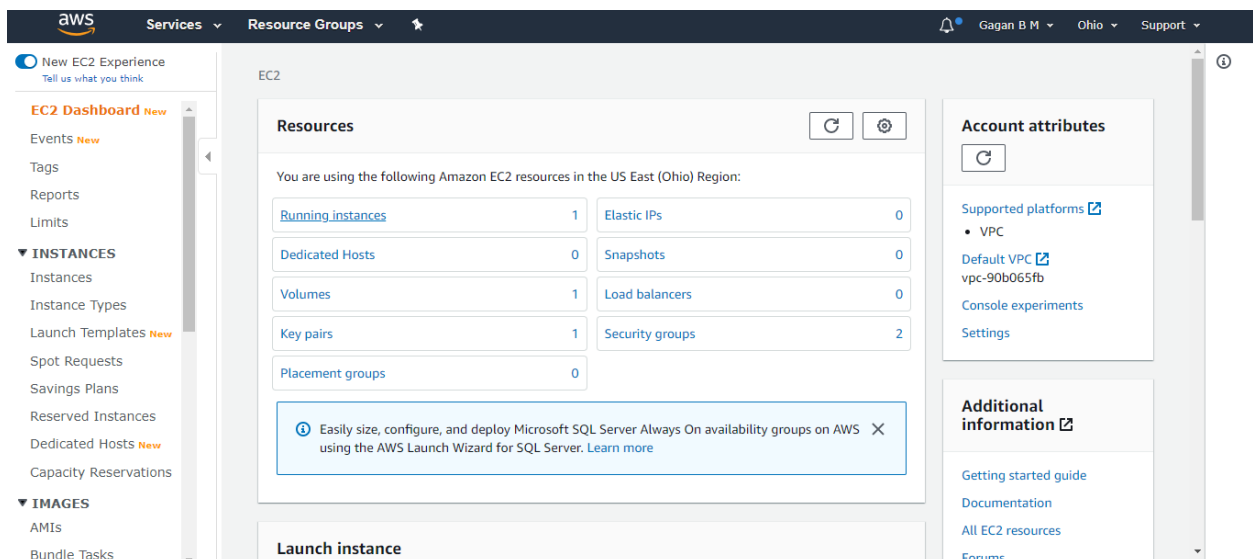 aws
Services
Resource Groups
Gagan B M
Ohio
Support
New EC2 Experience
Tell us what you think
EC2 Dashboard New
Events New
Tags
Reports
Limits
INSTANCES
Instances
Instance Types
Launch Templates New
Spot Requests
Savings Plans
Reserved Instances
Dedicated Hosts New
Capacity Reservations
IMAGES
AMIs
Bundle Tasks
EC2
Resources
You are using the following Amazon EC2 resources in the US East (Ohio) Region:
Running instances 1
Elastic IPs 0
Dedicated Hosts 0
Snapshots 0
Volumes 1
Load balancers 0
Key pairs 1
Security groups 2
Placement groups 0
Easily size, configure, and deploy Microsoft SQL Server Always On availability groups on AWS
using the AWS Launch Wizard for SQL Server. Learn more
Launch instance
Account attributes
Supported platforms
• VPC
Default VPC
vpc-90b065fb
Console experiments
Settings
Additional
information
Getting started guide
Documentation
All EC2 resources
Forums